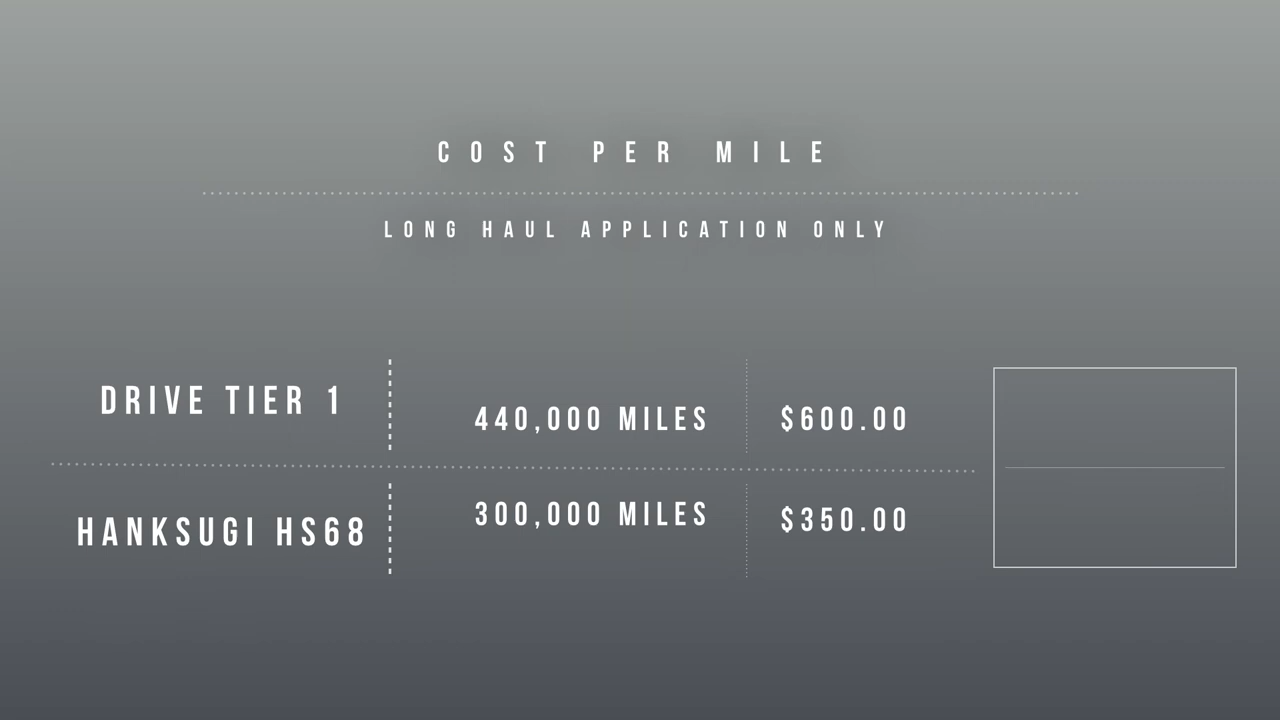 COST PER MILE
LONG HAUL APPLICATION ONLY
DRIVE TIER 1
440,000 MILES
$600.00
HANKSUGI HS68
300,000 MILES
$350.00